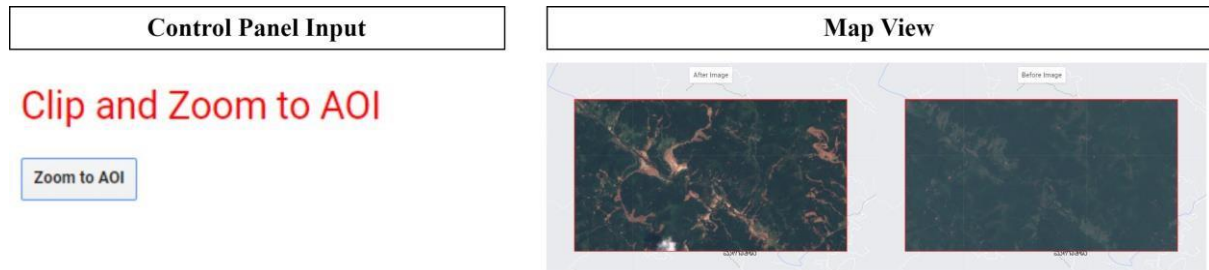 Control Panel Input
Map View
Clip and Zoom to AOI
Zoom to AOI
After Image
Before Image